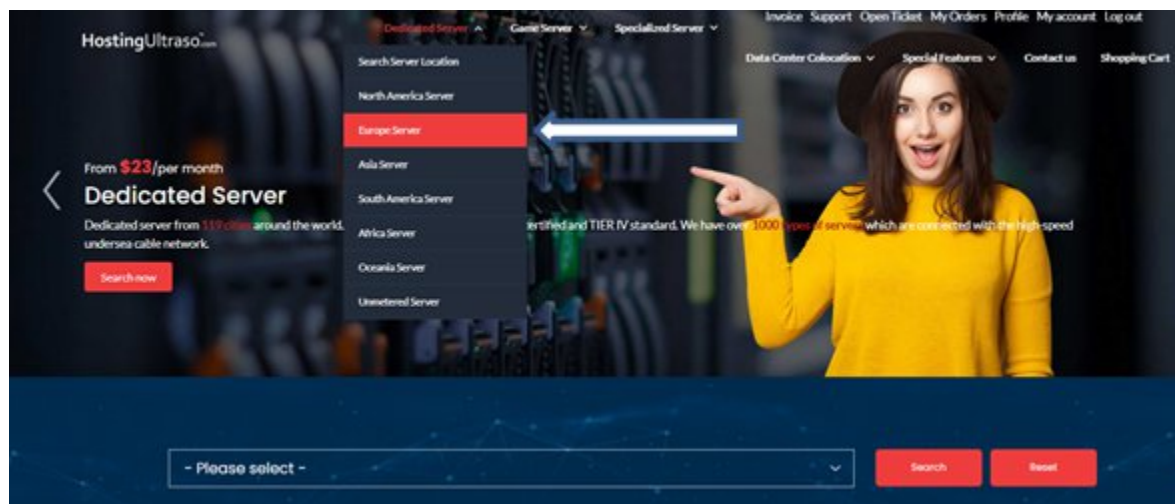 Invoice Support Open Ticket My Orders Profile My account Log out
HostingUltraso
Dedicated Server Game Server Specialized Server
Data Center Colocation Special Features Contact us Shopping Cart
Search Server Location
North America Server
Europe Server
Asia Server
South America Server
Africa Server
Oceania Server
Unmetered Server
From $23/per month
Dedicated Server
Dedicated server from 119 cities around the world. ertified and TIER IV standard. We have over 1000 types of servers which are connected with the high-speed
undersea cable network.
Search now
- Please select -
Search Reset